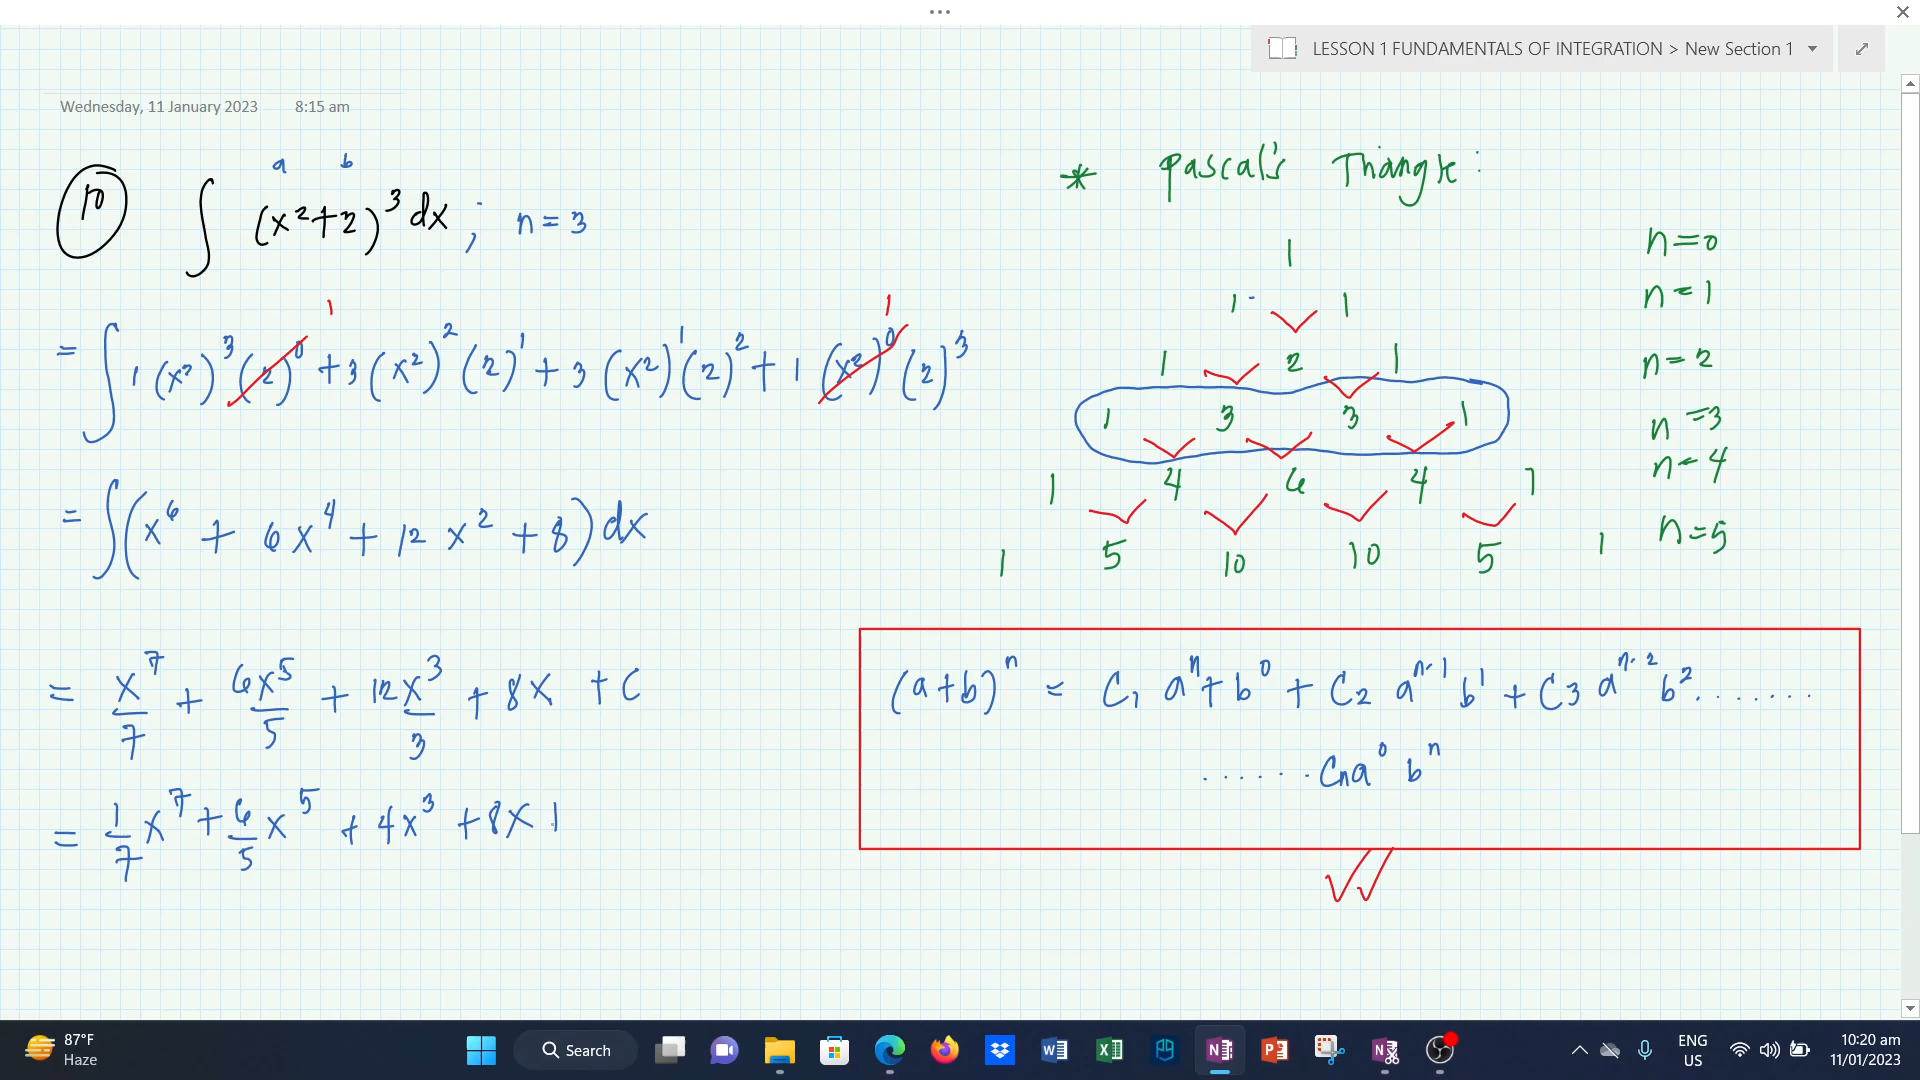 LESSON 1 FUNDAMENTALS OF INTEGRATION > New Section 1
Wednesday, 11 January 2023 8:15 am
a b
10 ∫ (x²+2)³ dx ; n = 3
1 1
= ∫ 1 (x²)³ (2)⁰ + 3 (x²)² (2)¹ + 3 (x²)¹ (2)² + 1 (x²)⁰ (2)³
= ∫ (x⁶ + 6x⁴ + 12x² + 8) dx
= x⁷/7 + 6x⁵/5 + 12x³/3 + 8x + C
= 1/7 x⁷ + 6/5 x⁵ + 4x³ + 8x
* Pascal's Triangle :
1 n=0
1 1 n=1
1 2 1 n=2
1 3 3 1 n=3
1 4 6 4 1 n=4
1 5 10 10 5 1 n=5
(a+b)ⁿ = C₁ aⁿ + b⁰ + C₂ aⁿ⁻¹ b¹ + C₃ aⁿ⁻² b² .......
...... Cₙa⁰ bⁿ
87°F
Haze
Search
ENG
US
10:20 am
11/01/2023